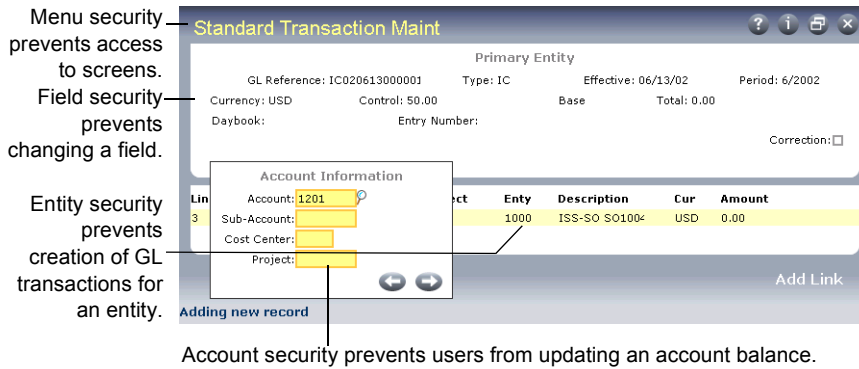 Menu security
prevents access
to screens.
Field security
prevents
changing a field.
Entity security
prevents
creation of GL
transactions for
an entity.
Standard Transaction Maint
Primary Entity
GL Reference: IC020613000001 Type: IC Effective: 06/13/02 Period: 6/2002
Currency: USD Control: 50.00 Base Total: 0.00
Daybook: Entry Number:
Correction:
Account Information
Account: 1201
Sub-Account:
Cost Center:
Project:
Lin ect Enty Description Cur Amount
3 1000 ISS-SO SO1004 USD 0.00
Add Link
Adding new record
Account security prevents users from updating an account balance.